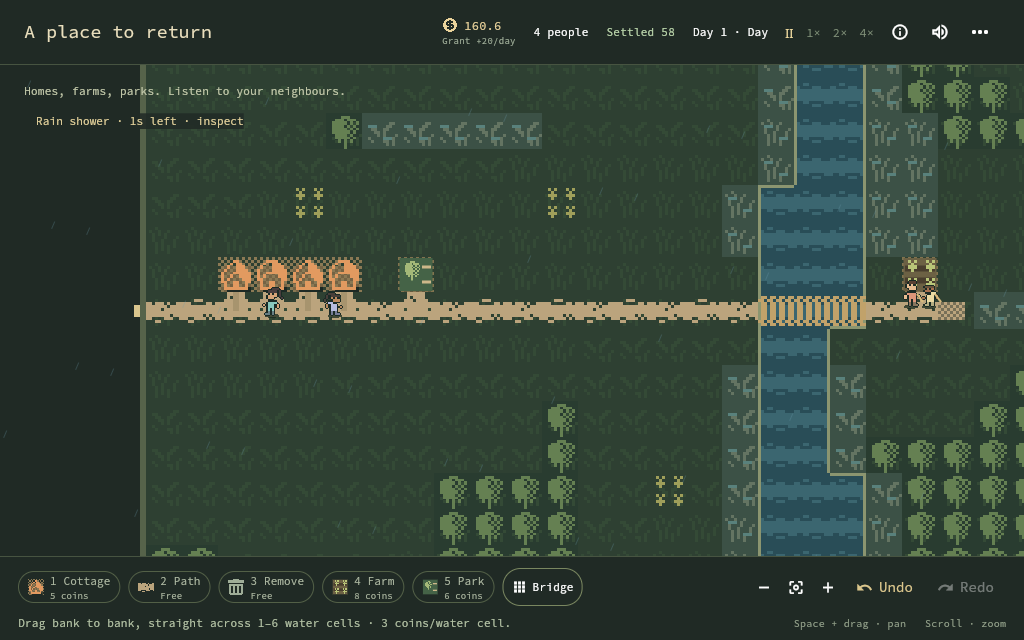 A place to return
160.6
Grant +20/day
4 people
Settled 58
Day 1 · Day
II
1×
2×
4×
Homes, farms, parks. Listen to your neighbours.
Rain shower · 1s left · inspect
1 Cottage
5 coins
2 Path
Free
3 Remove
Free
4 Farm
8 coins
5 Park
6 coins
Bridge
Undo
Redo
Drag bank to bank, straight across 1–6 water cells · 3 coins/water cell.
Space + drag · pan
Scroll · zoom